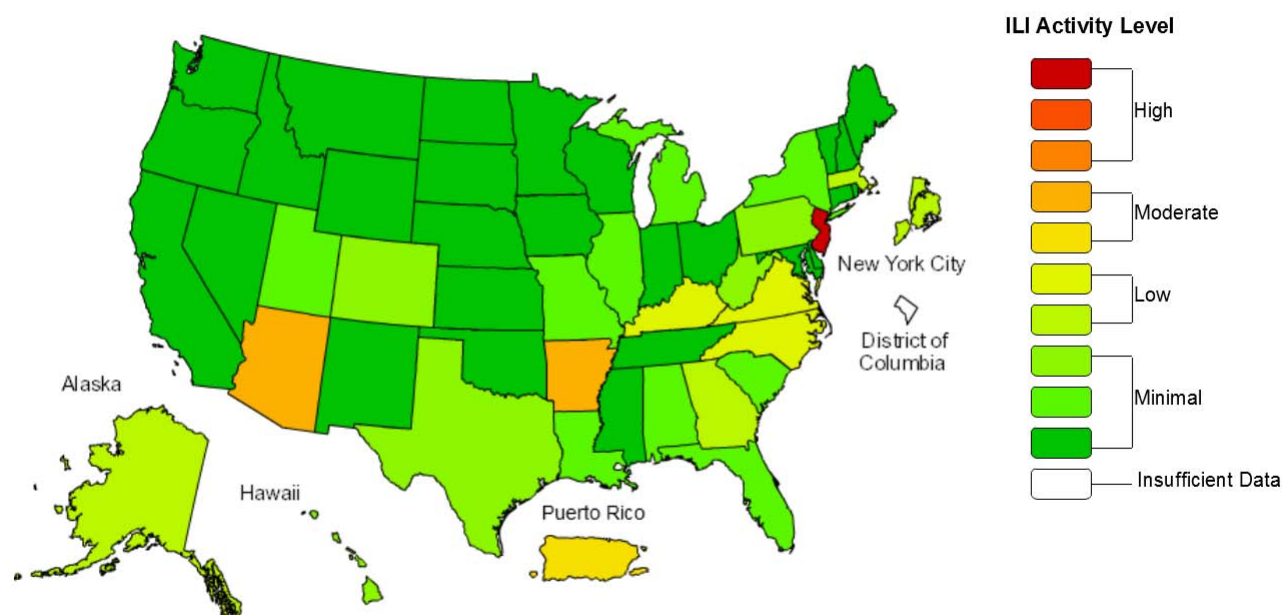 ILI Activity Level
High
Moderate
Low
Minimal
Insufficient Data
New York City
District of
Columbia
Alaska
Hawaii
Puerto Rico